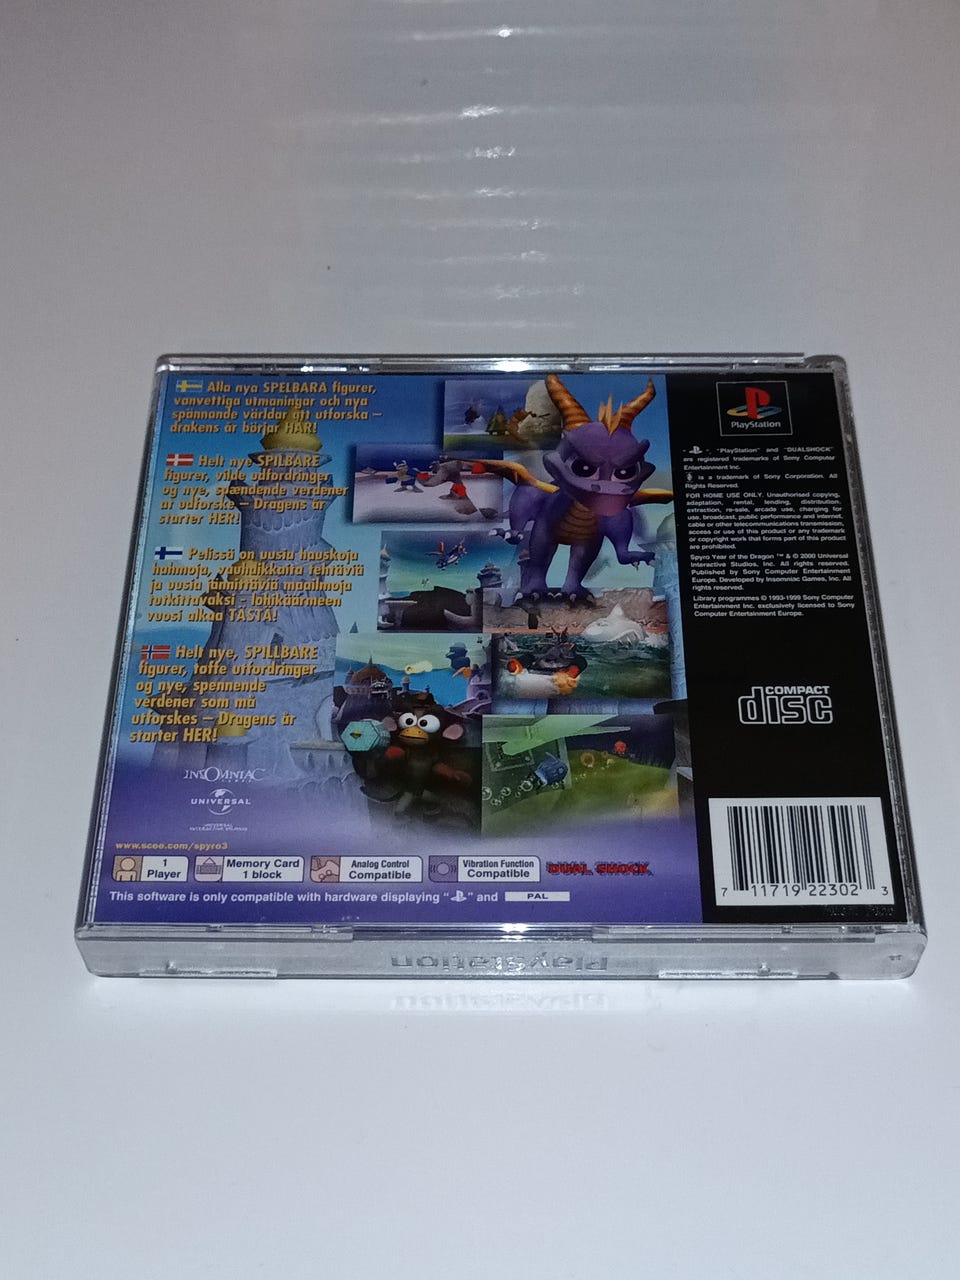 Alla nya SPELBARA figurer,
vanvettiga utmaningar och nya
spännande världar att utforska –
drakens år börjar HÄR!
Helt nye SPILBARE
figurer, vilde udfordringer
og nye, spændende verdener
at udforske – Dragens år
starter HER!
Pelissä on uusia hauskoja
hahmoja, vauhdikkaita tehtäviä
ja uusia jännittäviä maailmoja
tutkittavaksi - lohikäärmeen
vuosi alkaa TÄSTÄ!
Helt nye, SPILLBARE
figurer, tøffe utfordringer
og nye, spennende
verdener som må
utforskes – Dragens år
starter HER!
INSOMNIAC
GAMES
UNIVERSAL
UNIVERSAL
INTERACTIVE STUDIOS
www.scee.com/spyro3
1
Player
Memory Card
1 block
Analog Control
Compatible
Vibration Function
Compatible
DUAL SHOCK
This software is only compatible with hardware displaying " " and PAL
PlayStation
"PlayStation" and "DUALSHOCK"
are registered trademarks of Sony Computer
Entertainment Inc.
is a trademark of Sony Corporation. All
Rights Reserved.
FOR HOME USE ONLY. Unauthorised copying,
adaptation, rental, lending, distribution,
extraction, re-sale, arcade use, charging for
use, broadcast, public performance and internet,
cable or other telecommunications transmission,
access or use of this product or any trademark
or copyright work that forms part of this product
are prohibited.
Spyro Year of the Dragon ™ & © 2000 Universal
Interactive Studios, Inc. All rights reserved.
Published by Sony Computer Entertainment
Europe. Developed by Insomniac Games, Inc. All
rights reserved.
Library programmes © 1993-1999 Sony Computer
Entertainment Inc. exclusively licensed to Sony
Computer Entertainment Europe.
COMPACT
disc
7 11719 22302 3
PlayStation